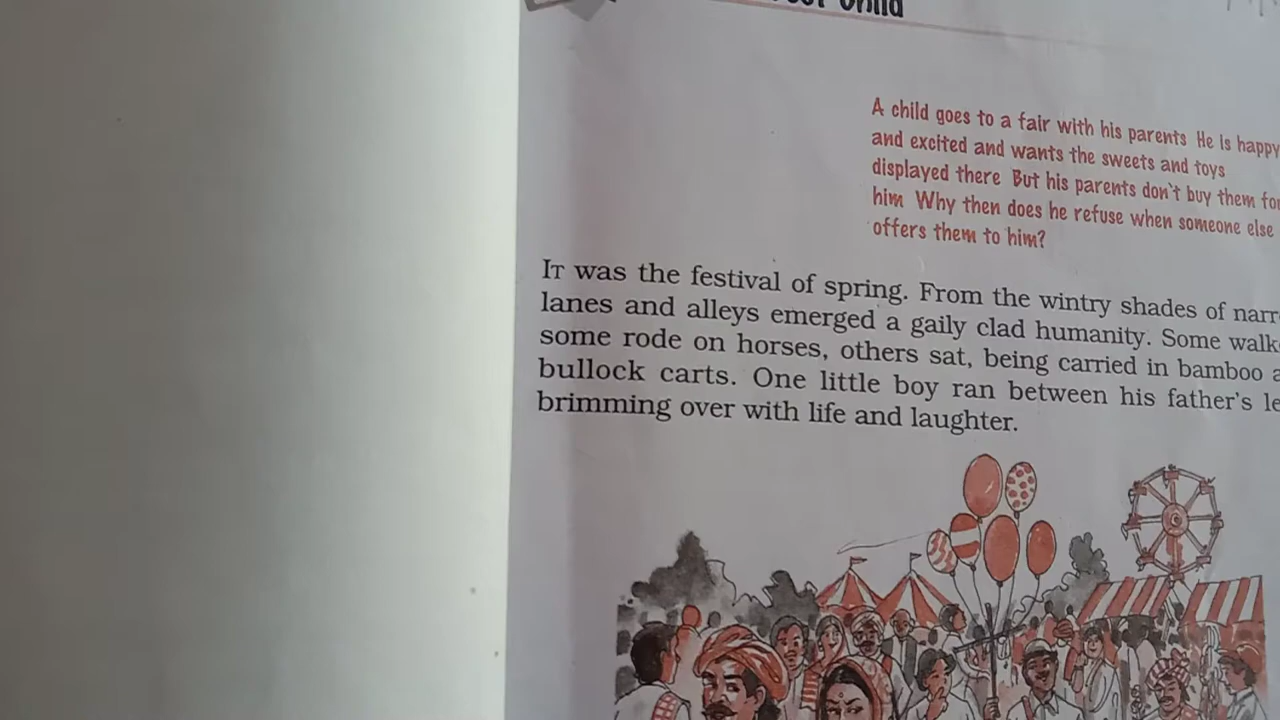 Child
A child goes to a fair with his parents He is happy
and excited and wants the sweets and toys
displayed there But his parents don't buy them for
him Why then does he refuse when someone else
offers them to him?
IT was the festival of spring. From the wintry shades of
lanes and alleys emerged a gaily clad humanity. Some
some rode on horses, others sat, being carried in bamboo
bullock carts. One little boy ran between his father's
brimming over with life and laughter.